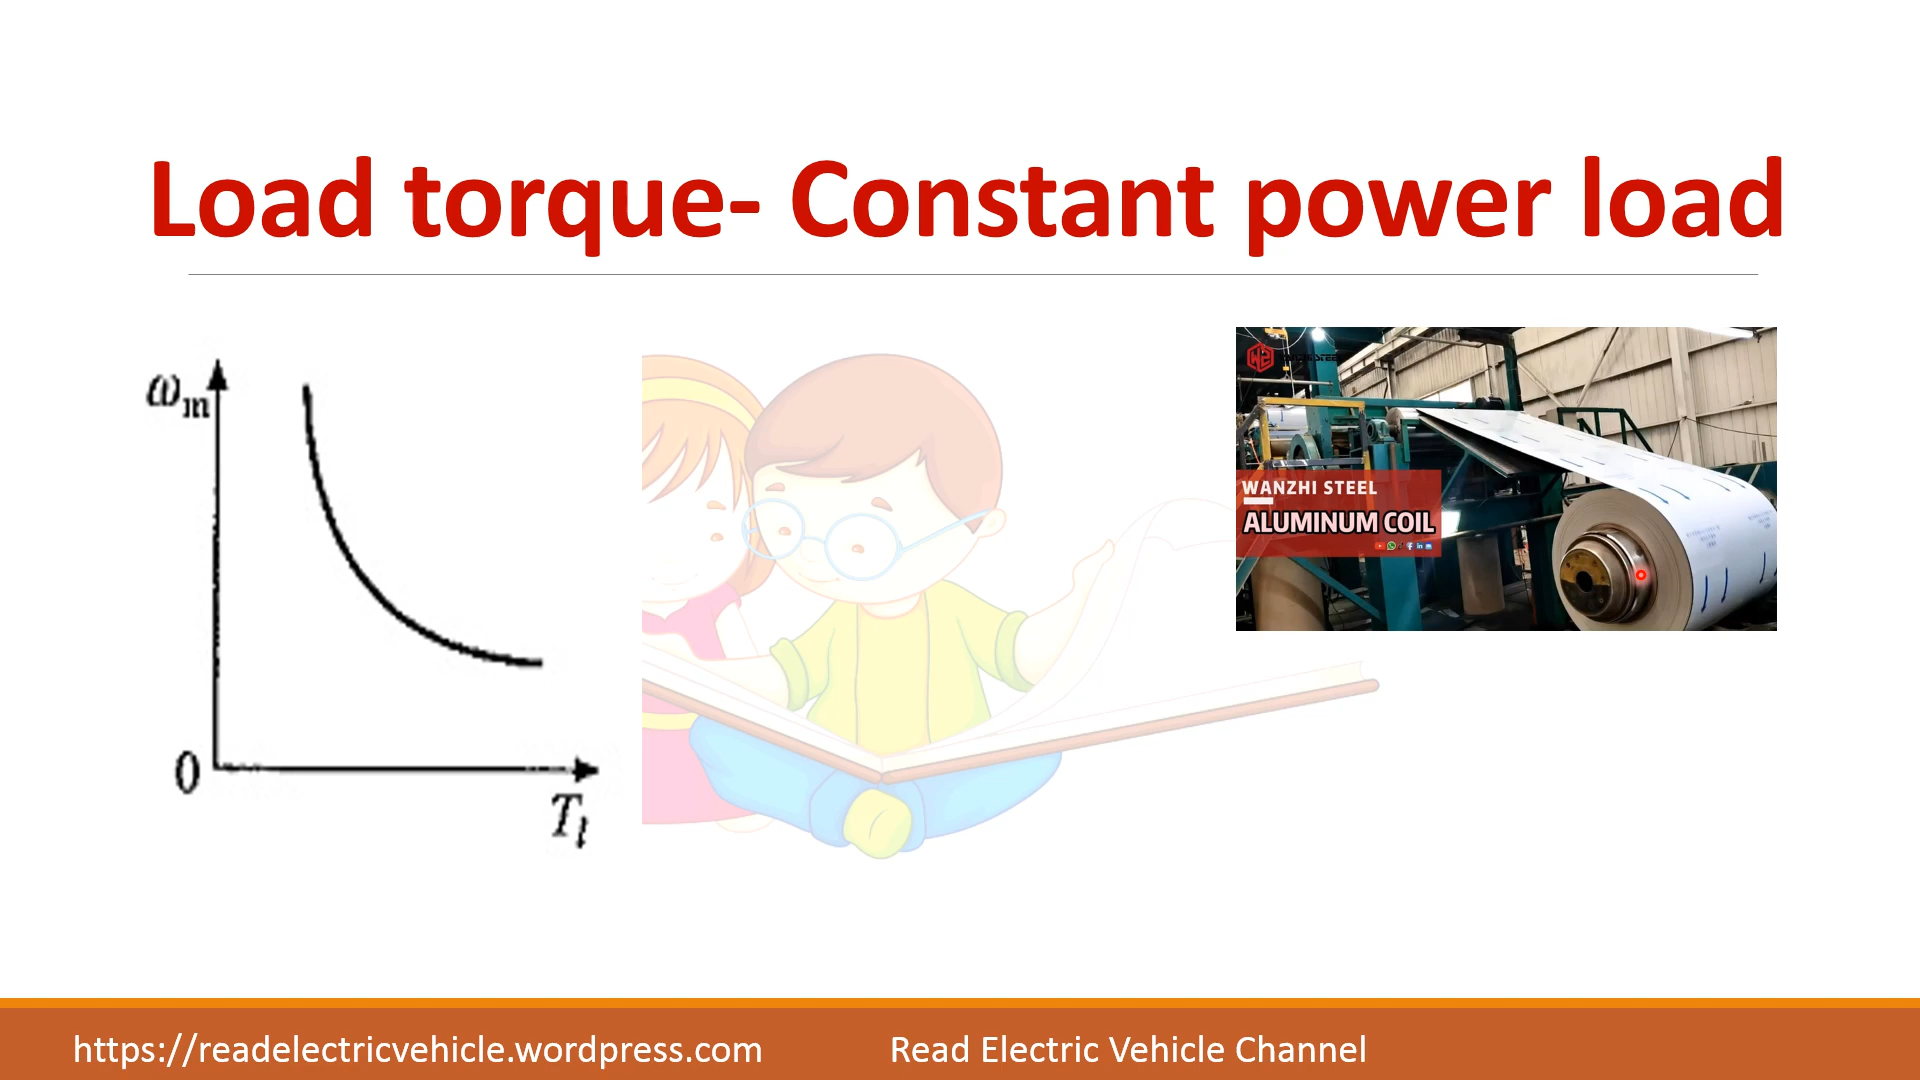 Load torque- Constant power load
ωm
0
Tl
WANZHI STEEL
ALUMINUM COIL
https://readelectricvehicle.wordpress.com
Read Electric Vehicle Channel